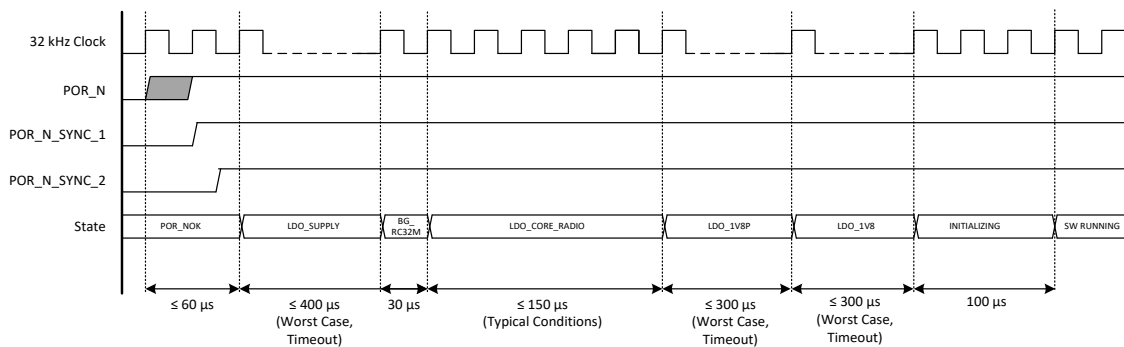 32 kHz Clock
POR_N
POR_N_SYNC_1
POR_N_SYNC_2
State
POR_NOK
LDO_SUPPLY
BG_
RC32M
LDO_CORE_RADIO
LDO_1V8P
LDO_1V8
INITIALIZING
SW RUNNING
≤ 60 µs
≤ 400 µs
(Worst Case,
Timeout)
30 µs
≤ 150 µs
(Typical Conditions)
≤ 300 µs
(Worst Case,
Timeout)
≤ 300 µs
(Worst Case,
Timeout)
100 µs